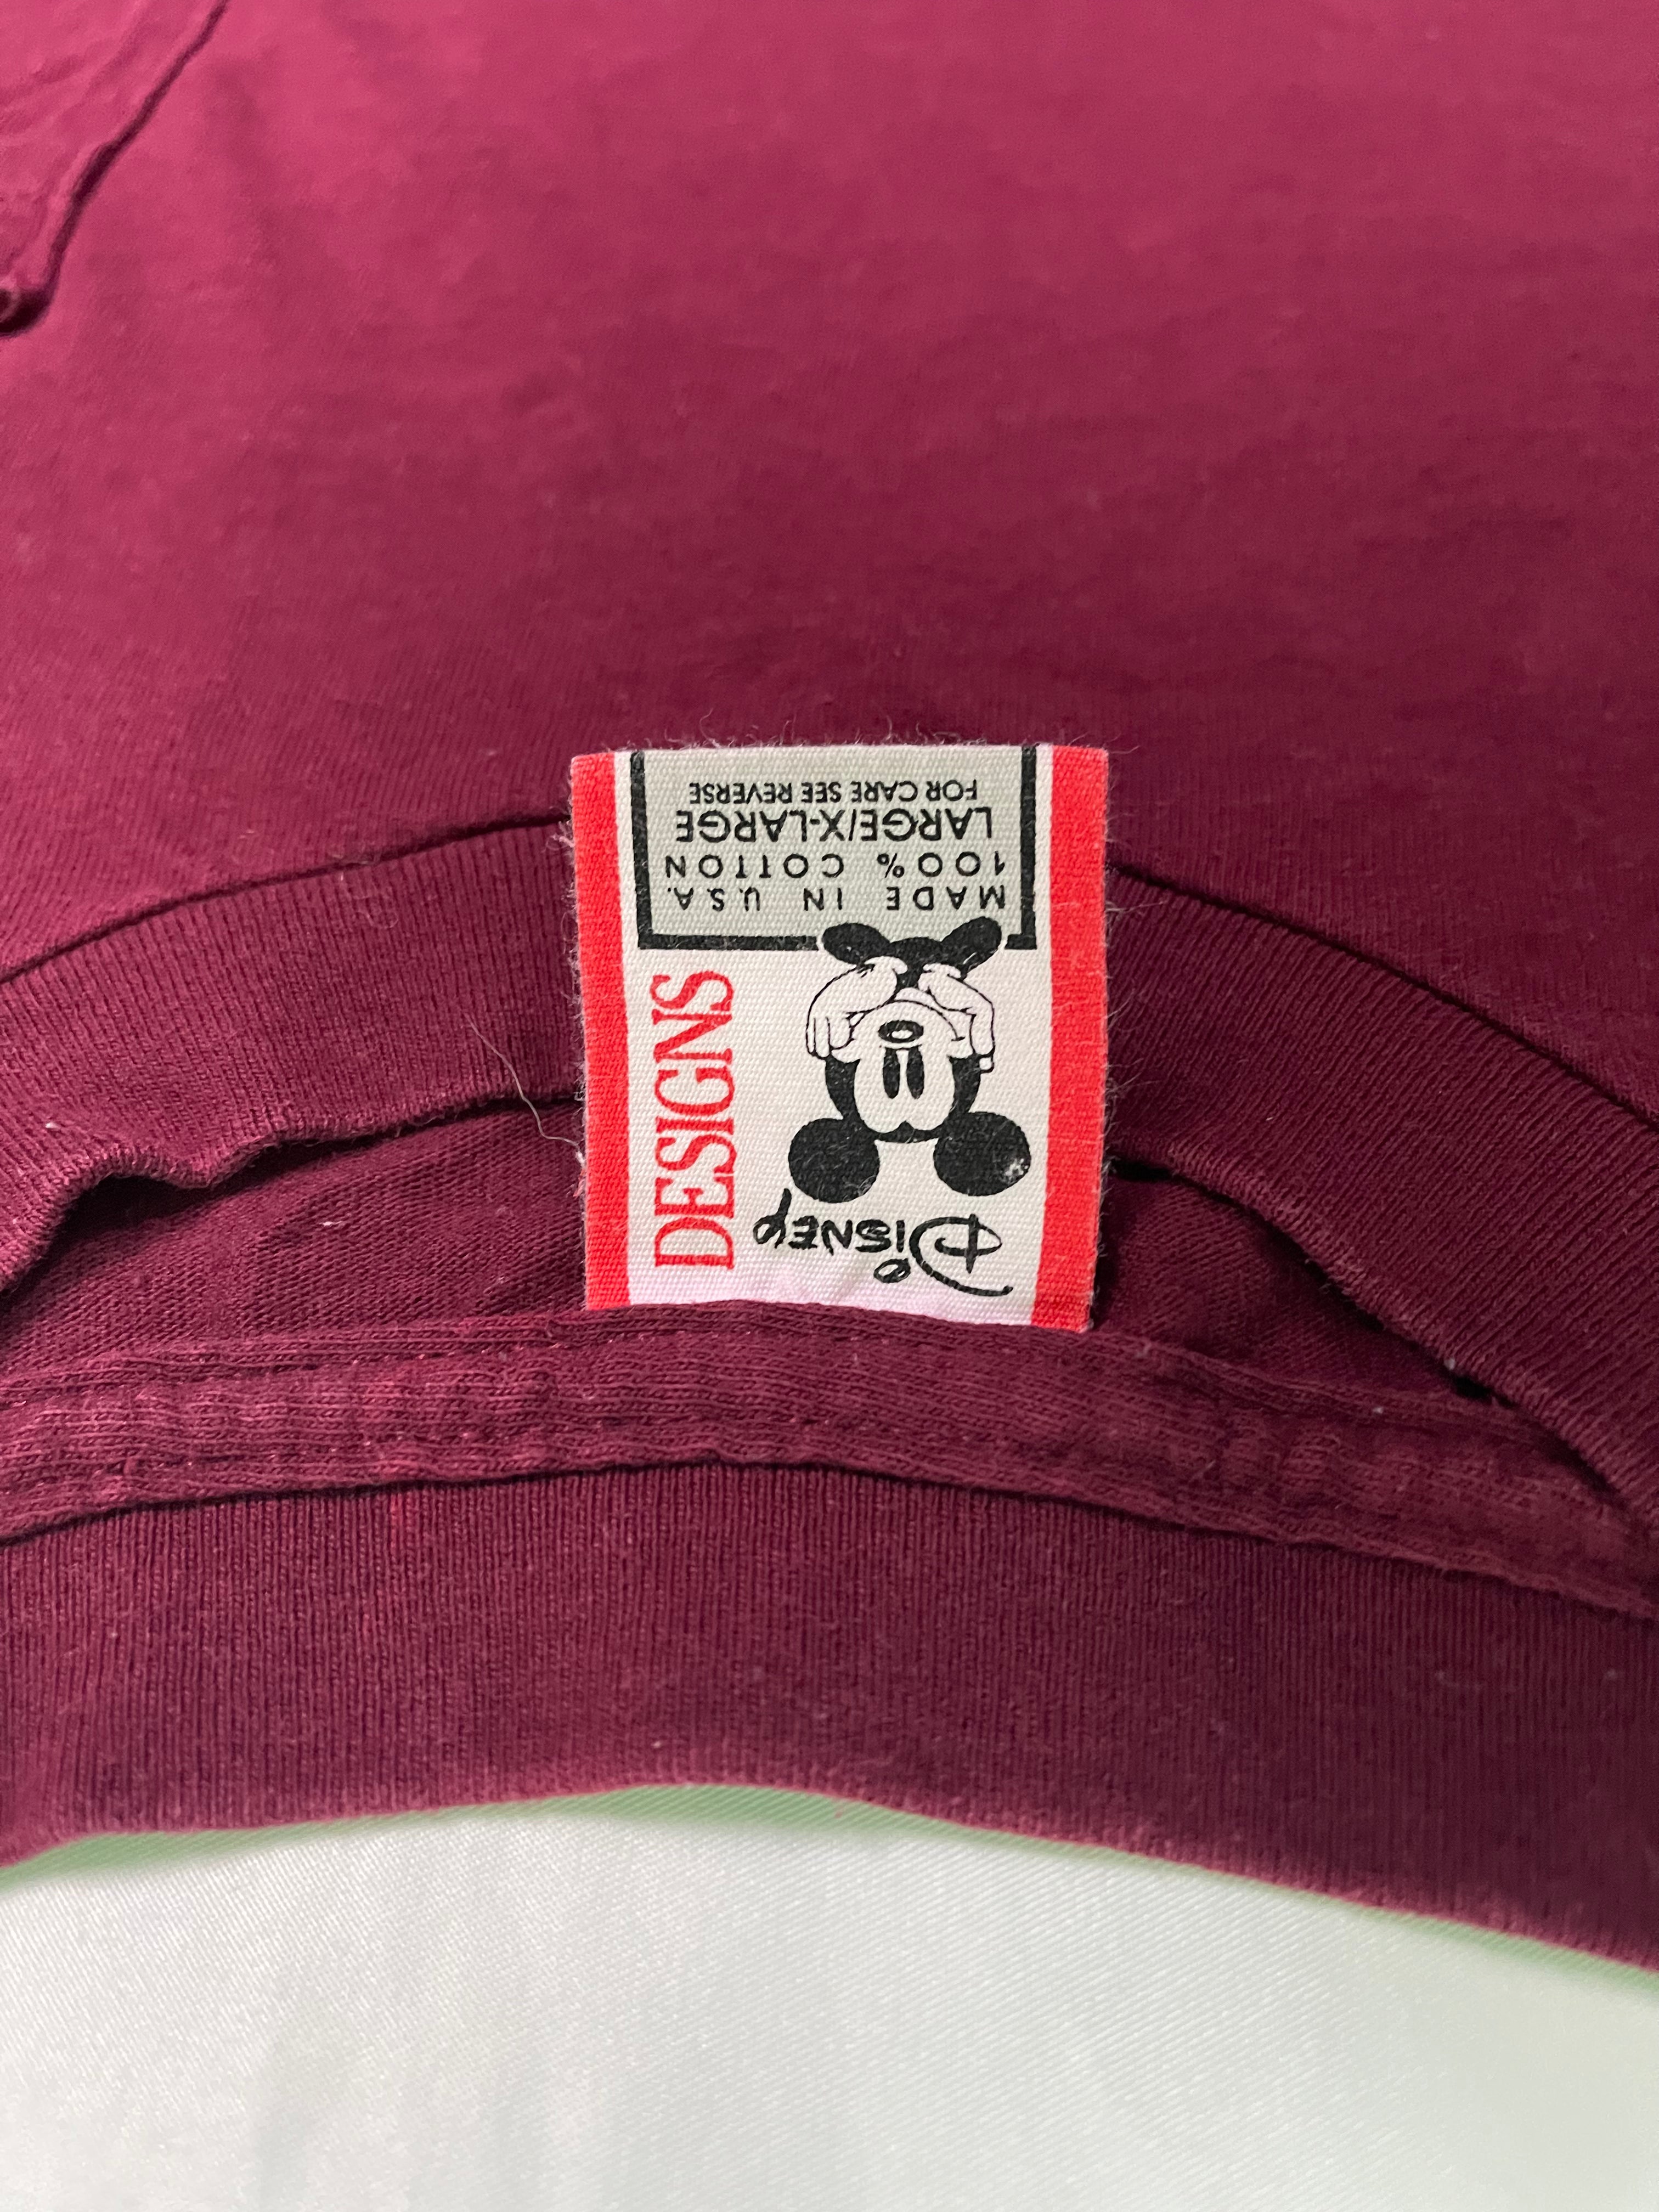 Disney
DESIGNS
MADE IN U.S.A.
100% COTTON
LARGE/X-LARGE
FOR CARE SEE REVERSE